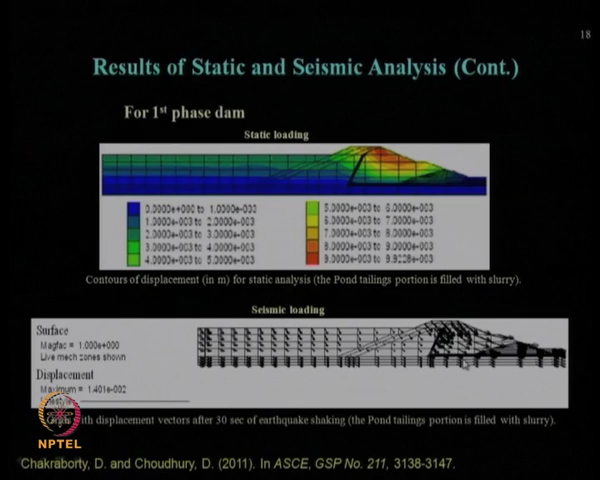 18
Results of Static and Seismic Analysis (Cont.)
For 1st phase dam
Static loading
0.0000e+000 to 1.0000e-003
1.0000e-003 to 2.0000e-003
2.0000e-003 to 3.0000e-003
3.0000e-003 to 4.0000e-003
4.0000e-003 to 5.0000e-003
5.0000e-003 to 6.0000e-003
6.0000e-003 to 7.0000e-003
7.0000e-003 to 8.0000e-003
8.0000e-003 to 9.0000e-003
9.0000e-003 to 9.9228e-003
Contours of displacement (in m) for static analysis (the Pond tailings portion is filled with slurry).
Seismic loading
Surface
Magfac = 1.000e+000
Live mech zones shown
Displacement
Maximum = 1.401e-002
with displacement vectors after 30 sec of earthquake shaking (the Pond tailings portion is filled with slurry).
NPTEL
Chakraborty, D. and Choudhury, D. (2011). In ASCE, GSP No. 211, 3138-3147.